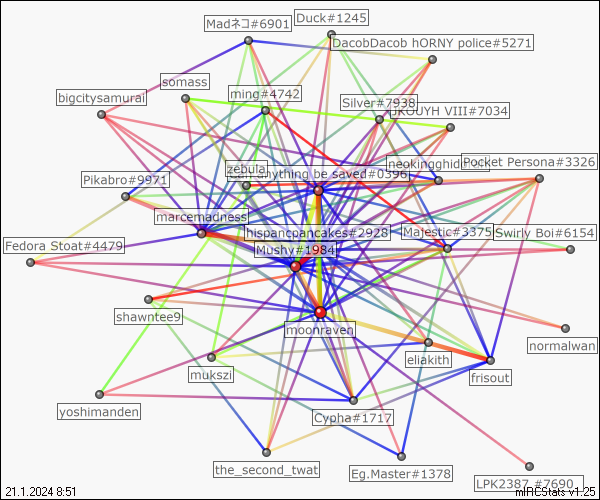 Madネコ#6901
Duck#1245
DacobDacob hORNY police#5271
somass
ming#4742
bigcitysamurai
Silver#7938
JKOUYH VIII#7034
zebula
neokingghid
Pocket Persona#3326
anything be saved#0396
Pikabro#9971
marcemadness
hispancpancakes#2928
Majestic#3375
Swirly Boi#6154
Fedora Stoat#4479
Mushy#1984
shawntee9
moonraven
normalwan
eliakith
mukszi
frisout
yoshimanden
Cypha#1717
the_second_twat
Eg.Master#1378
LPK2387 #7690
21.1.2024 8:51
mIRCStats v1.25